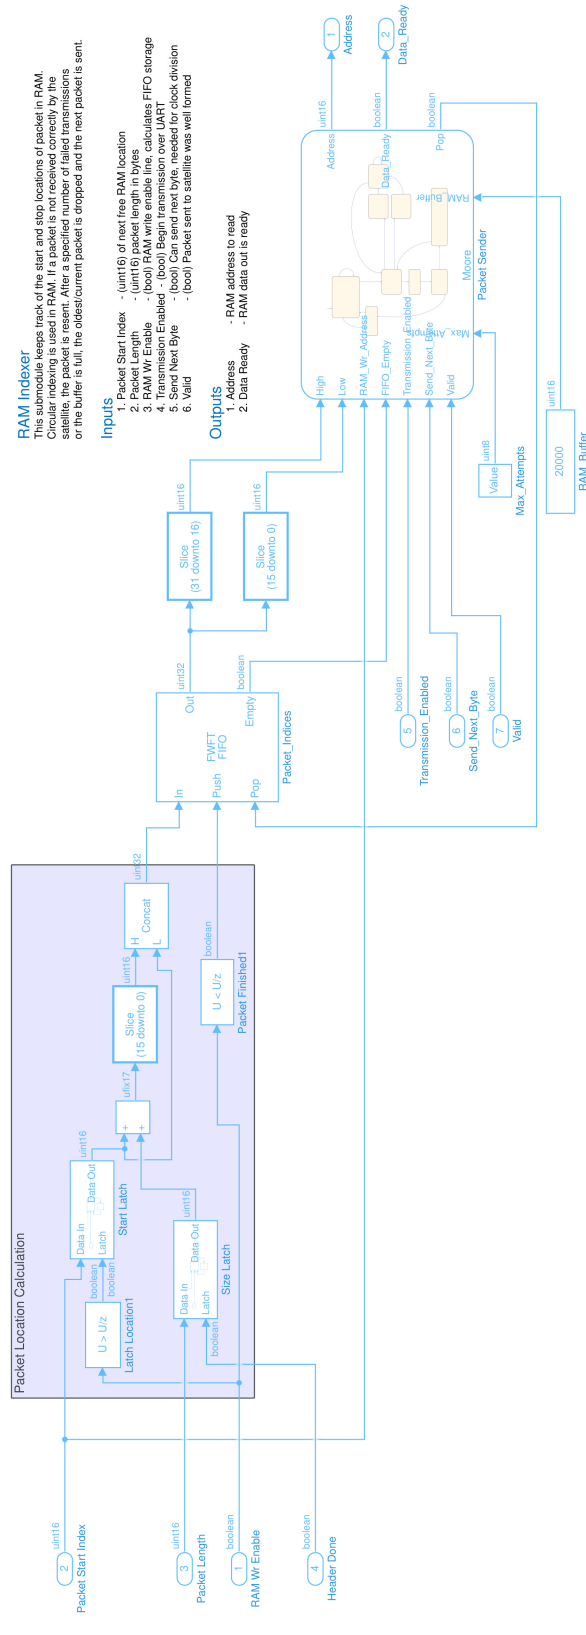 RAM Indexer
This submodule keeps track of the start and stop locations of packet in RAM.
Circular indexing is used in RAM. If a packet is not received correctly by the
satellite, the packet is resent. After a specified number of failed transmissions
or the buffer is full, the oldest/current packet is dropped and the next packet is sent.
Inputs
1. Packet Start Index - (uint16) of next free RAM location
2. Packet Length - (uint16) packet length in bytes
3. RAM Wr Enable - (bool) RAM write enable line, calculates FIFO storage
4. Transmission Enabled - (bool) Begin transmission over UART
5. Send Next Byte - (bool) Can send next byte, needed for clock division
6. Valid - (bool) Packet sent to satellite was well formed
Outputs
1. Address - RAM address to read
2. Data Ready - RAM data out is ready
Packet Location Calculation
2
Packet Start Index
uint16
3
Packet Length
uint16
1
RAM Wr Enable
boolean
4
Header Done
boolean
U > U/z
Latch Location1
boolean
boolean
Data In
Latch
Data Out
Start Latch
uint16
Data In
Latch
Data Out
Size Latch
boolean
uint16
+
+
ufix17
Slice
(15 downto 0)
uint16
H
L
Concat
uint32
U < U/z
Packet Finished1
boolean
In
Push
Pop
FWFT
FIFO
Out
Empty
Packet_Indices
uint32
boolean
Slice
(31 downto 16)
uint16
Slice
(15 downto 0)
uint16
5
Transmission_Enabled
boolean
6
Send_Next_Byte
boolean
7
Valid
boolean
Value
uint8
Max_Attempts
20000
uint16
RAM_Buffer
High
Low
RAM_Wr_Address
FIFO_Empty
Transmission_Enabled
Send_Next_Byte
Valid
Max_Attempts
RAM_Buffer
Moore
Address
Data_Ready
Pop
Packet Sender
uint16
boolean
boolean
1
Address
2
Data_Ready